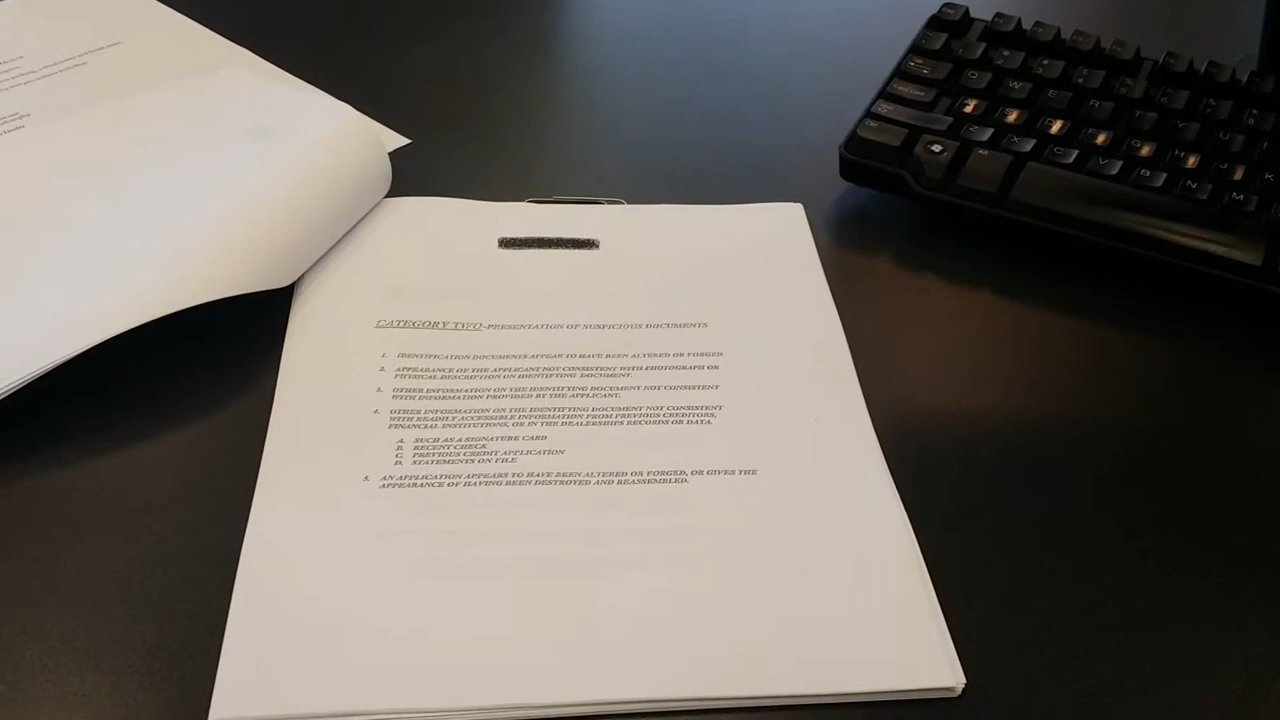 CATEGORY TWO-PRESENTATION OF SUSPICIOUS DOCUMENTS
1. IDENTIFICATION DOCUMENTS APPEAR TO HAVE BEEN ALTERED OR FORGED.
2. APPEARANCE OF THE APPLICANT NOT CONSISTENT WITH PHOTOGRAPH OR
PHYSICAL DESCRIPTION ON IDENTIFYING DOCUMENT.
3. OTHER INFORMATION ON THE IDENTIFYING DOCUMENT NOT CONSISTENT
WITH INFORMATION PROVIDED BY THE APPLICANT.
4. OTHER INFORMATION ON THE IDENTIFYING DOCUMENT NOT CONSISTENT
WITH READILY ACCESSIBLE INFORMATION FROM PREVIOUS CREDITORS,
FINANCIAL INSTITUTIONS, OR IN THE DEALERSHIPS RECORDS OR DATA.
A. SUCH AS A SIGNATURE CARD
B. RECENT CHECK
C. PREVIOUS CREDIT APPLICATION
D. STATEMENTS ON FILE
5. AN APPLICATION APPEARS TO HAVE BEEN ALTERED OR FORGED, OR GIVES THE
APPEARANCE OF HAVING BEEN DESTROYED AND REASSEMBLED.
Q W E R T Y
Z X C V B N M